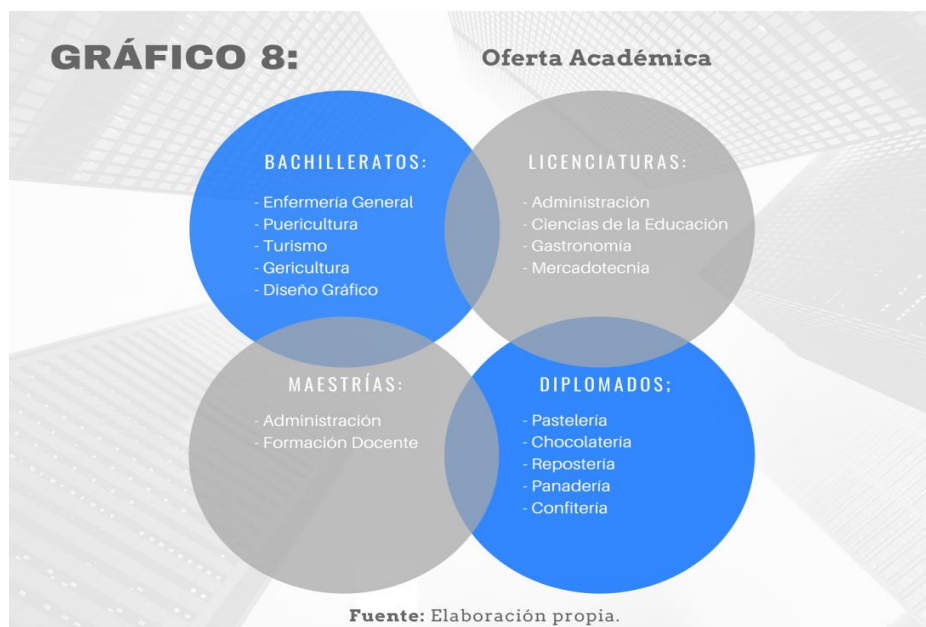 GRÁFICO 8:
Oferta Académica
BACHILLERATOS:
- Enfermería General
- Puericultura
- Turismo
- Gericultura
- Diseño Gráfico
LICENCIATURAS:
- Administración
- Ciencias de la Educación
- Gastronomía
- Mercadotecnia
MAESTRÍAS:
- Administración
- Formación Docente
DIPLOMADOS;
- Pastelería
- Chocolatería
- Repostería
- Panadería
- Confitería
Fuente: Elaboración propia.